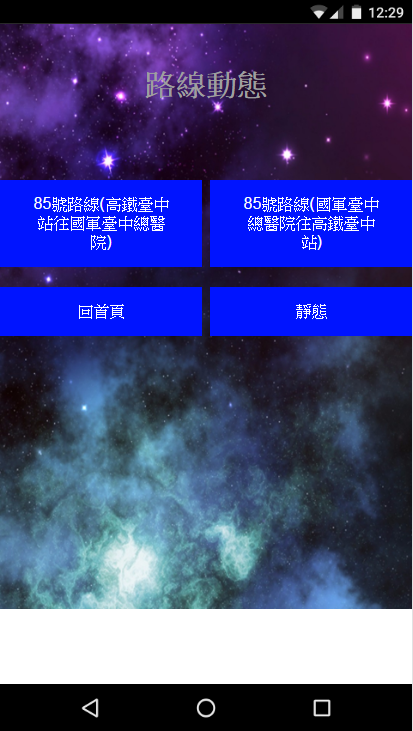 12:29
路線動態
85號路線(高鐵臺中
站往國軍臺中總醫
院)
85號路線(國軍臺中
總醫院往高鐵臺中
站)
回首頁
靜態